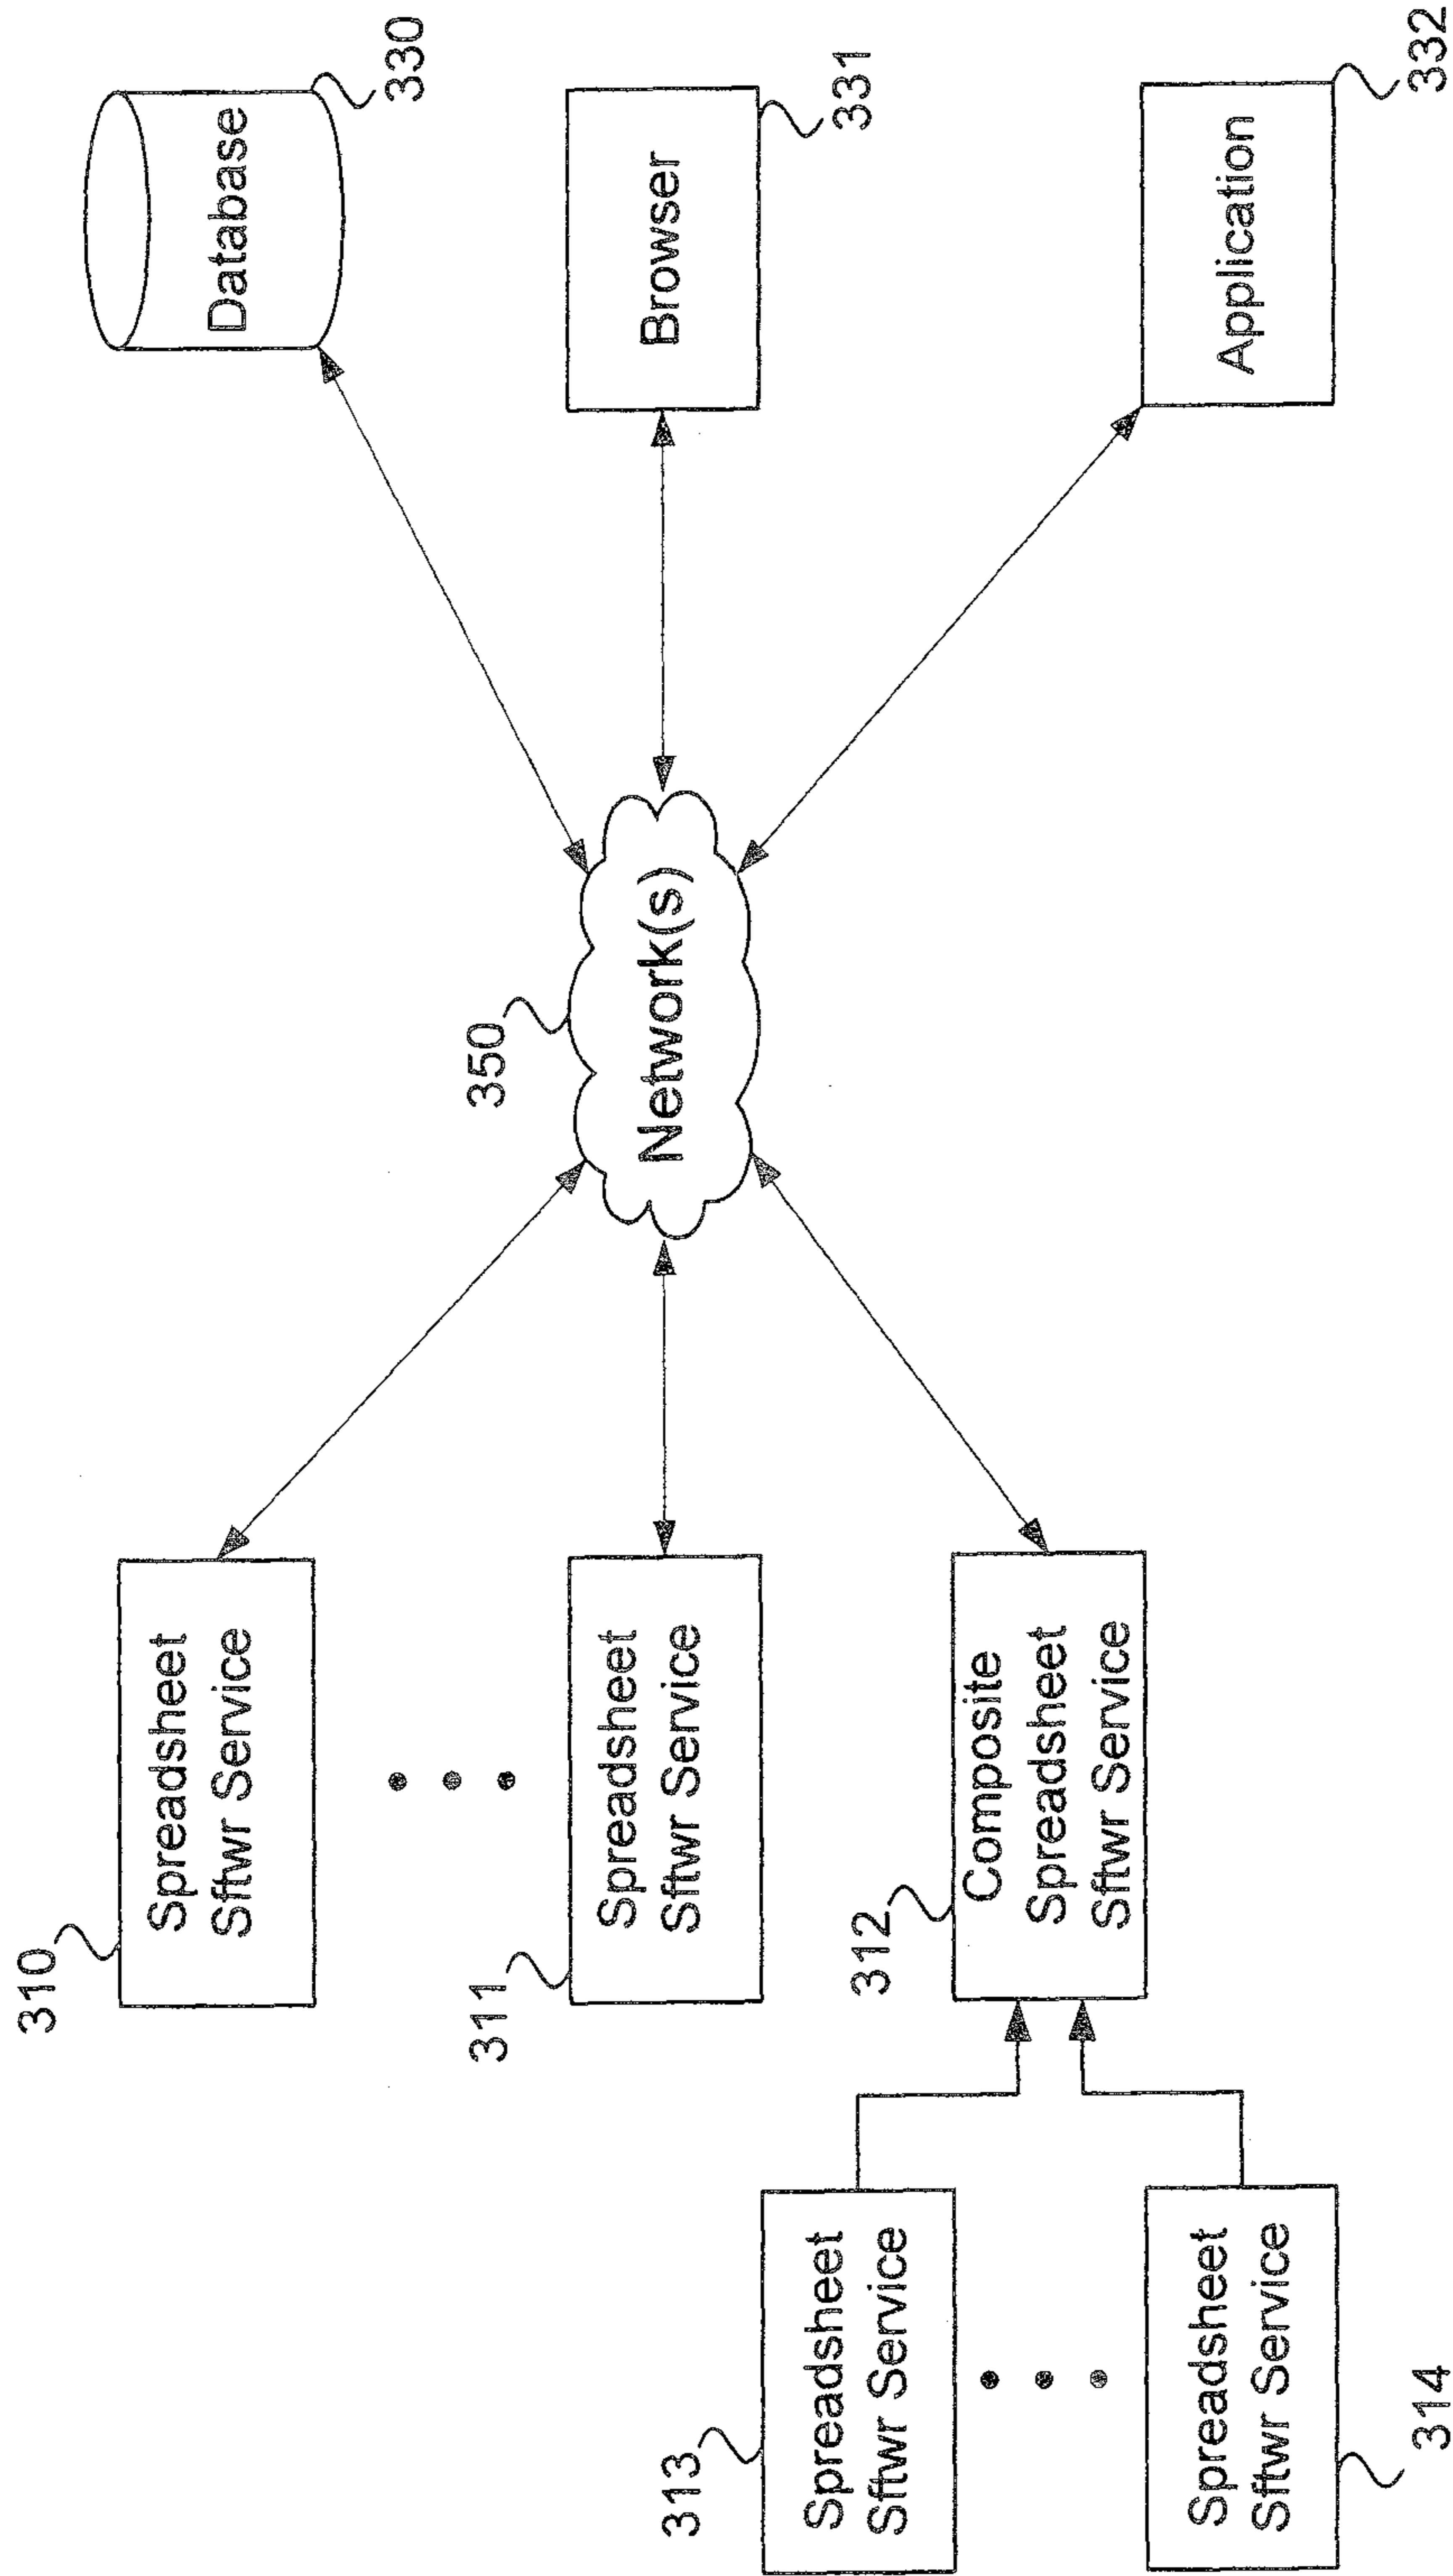 310
Spreadsheet
Sftwr Service
311
Spreadsheet
Sftwr Service
312
Composite
Spreadsheet
Sftwr Service
313
Spreadsheet
Sftwr Service
314
Spreadsheet
Sftwr Service
350
Network(s)
Database
330
Browser
331
Application
332